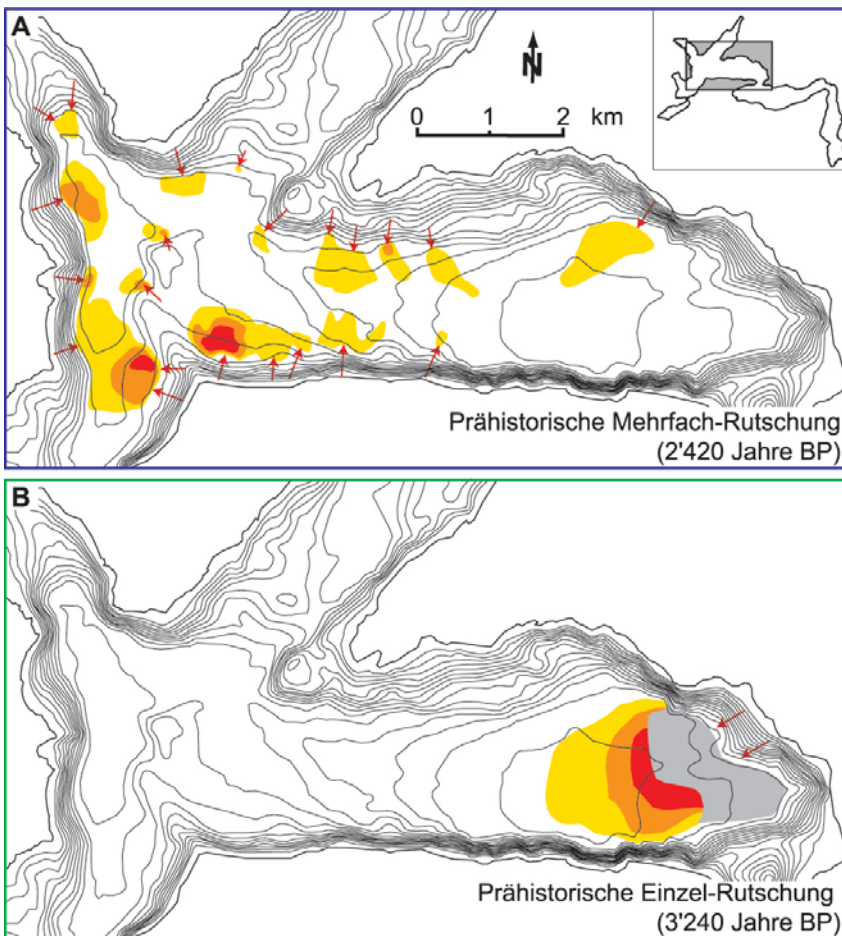 A
N
0 1 2 km
Prähistorische Mehrfach-Rutschung
(2'420 Jahre BP)
B
Prähistorische Einzel-Rutschung
(3'240 Jahre BP)